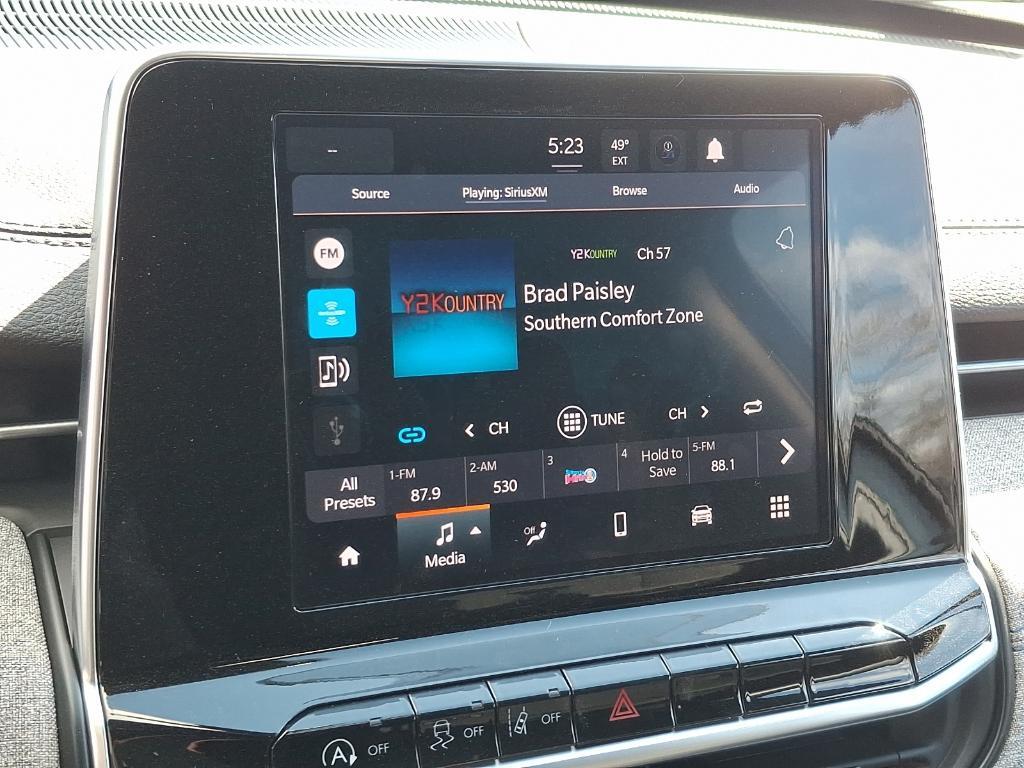 --
5:23
49°
EXT
Source Playing: SiriusXM Browse Audio
FM
Y2KOUNTRY Ch 57
Y2KOUNTRY
Brad Paisley
Southern Comfort Zone
CH TUNE CH
All Presets
1-FM
87.9
2-AM
530
3
4 Hold to
Save
5-FM
88.1
Media
Off
A OFF OFF OFF